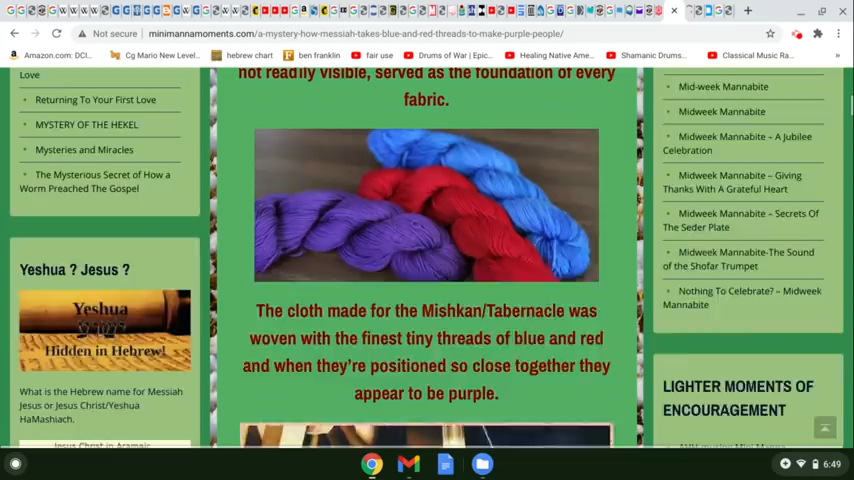 Not secure | minimannamoments.com/a-mystery-how-messiah-takes-blue-and-red-threads-to-make-purple-people/
Amazon.com: DCI...
Cg Mario New Level...
hebrew chart
ben franklin
fair use
Drums of War | Epic...
Healing Native Ame...
Shamanic Drums...
Classical Music Ra...
»
Love
Returning To Your First Love
MYSTERY OF THE HEKEL
Mysteries and Miracles
The Mysterious Secret of How a
Worm Preached The Gospel
Yeshua ? Jesus ?
Yeshua
Hidden in Hebrew!
What is the Hebrew name for Messiah
Jesus or Jesus Christ/Yeshua
HaMashiach.
Jesus Christ in Aramaic
not readily visible, served as the foundation of every
fabric.
The cloth made for the Mishkan/Tabernacle was
woven with the finest tiny threads of blue and red
and when they're positioned so close together they
appear to be purple.
Mid-week Mannabite
Midweek Mannabite
Midweek Mannabite – A Jubilee
Celebration
Midweek Mannabite – Giving
Thanks With A Grateful Heart
Midweek Mannabite – Secrets Of
The Seder Plate
Midweek Mannabite-The Sound
of the Shofar Trumpet
Nothing To Celebrate? – Midweek
Mannabite
LIGHTER MOMENTS OF
ENCOURAGEMENT
6:49